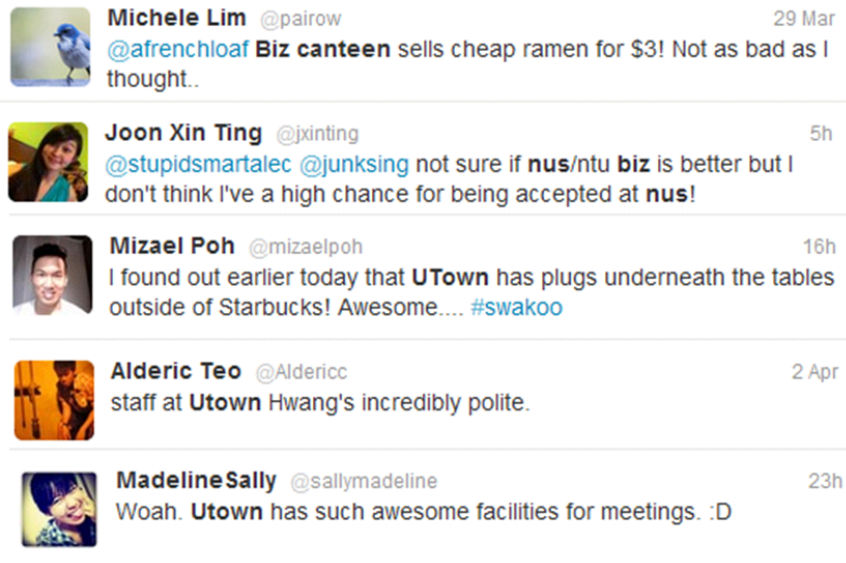 Michele Lim @pairow 29 Mar
@afrenchloaf Biz canteen sells cheap ramen for $3! Not as bad as I
thought..
Joon Xin Ting @jxinting 5h
@stupidsmartalec @junksing not sure if nus/ntu biz is better but I
don't think I've a high chance for being accepted at nus!
Mizael Poh @mizaelpoh 16h
I found out earlier today that UTown has plugs underneath the tables
outside of Starbucks! Awesome.... #swakoo
Alderic Teo @Aldericc 2 Apr
staff at Utown Hwang's incredibly polite.
MadelineSally @sallymadeline 23h
Woah. Utown has such awesome facilities for meetings. :D